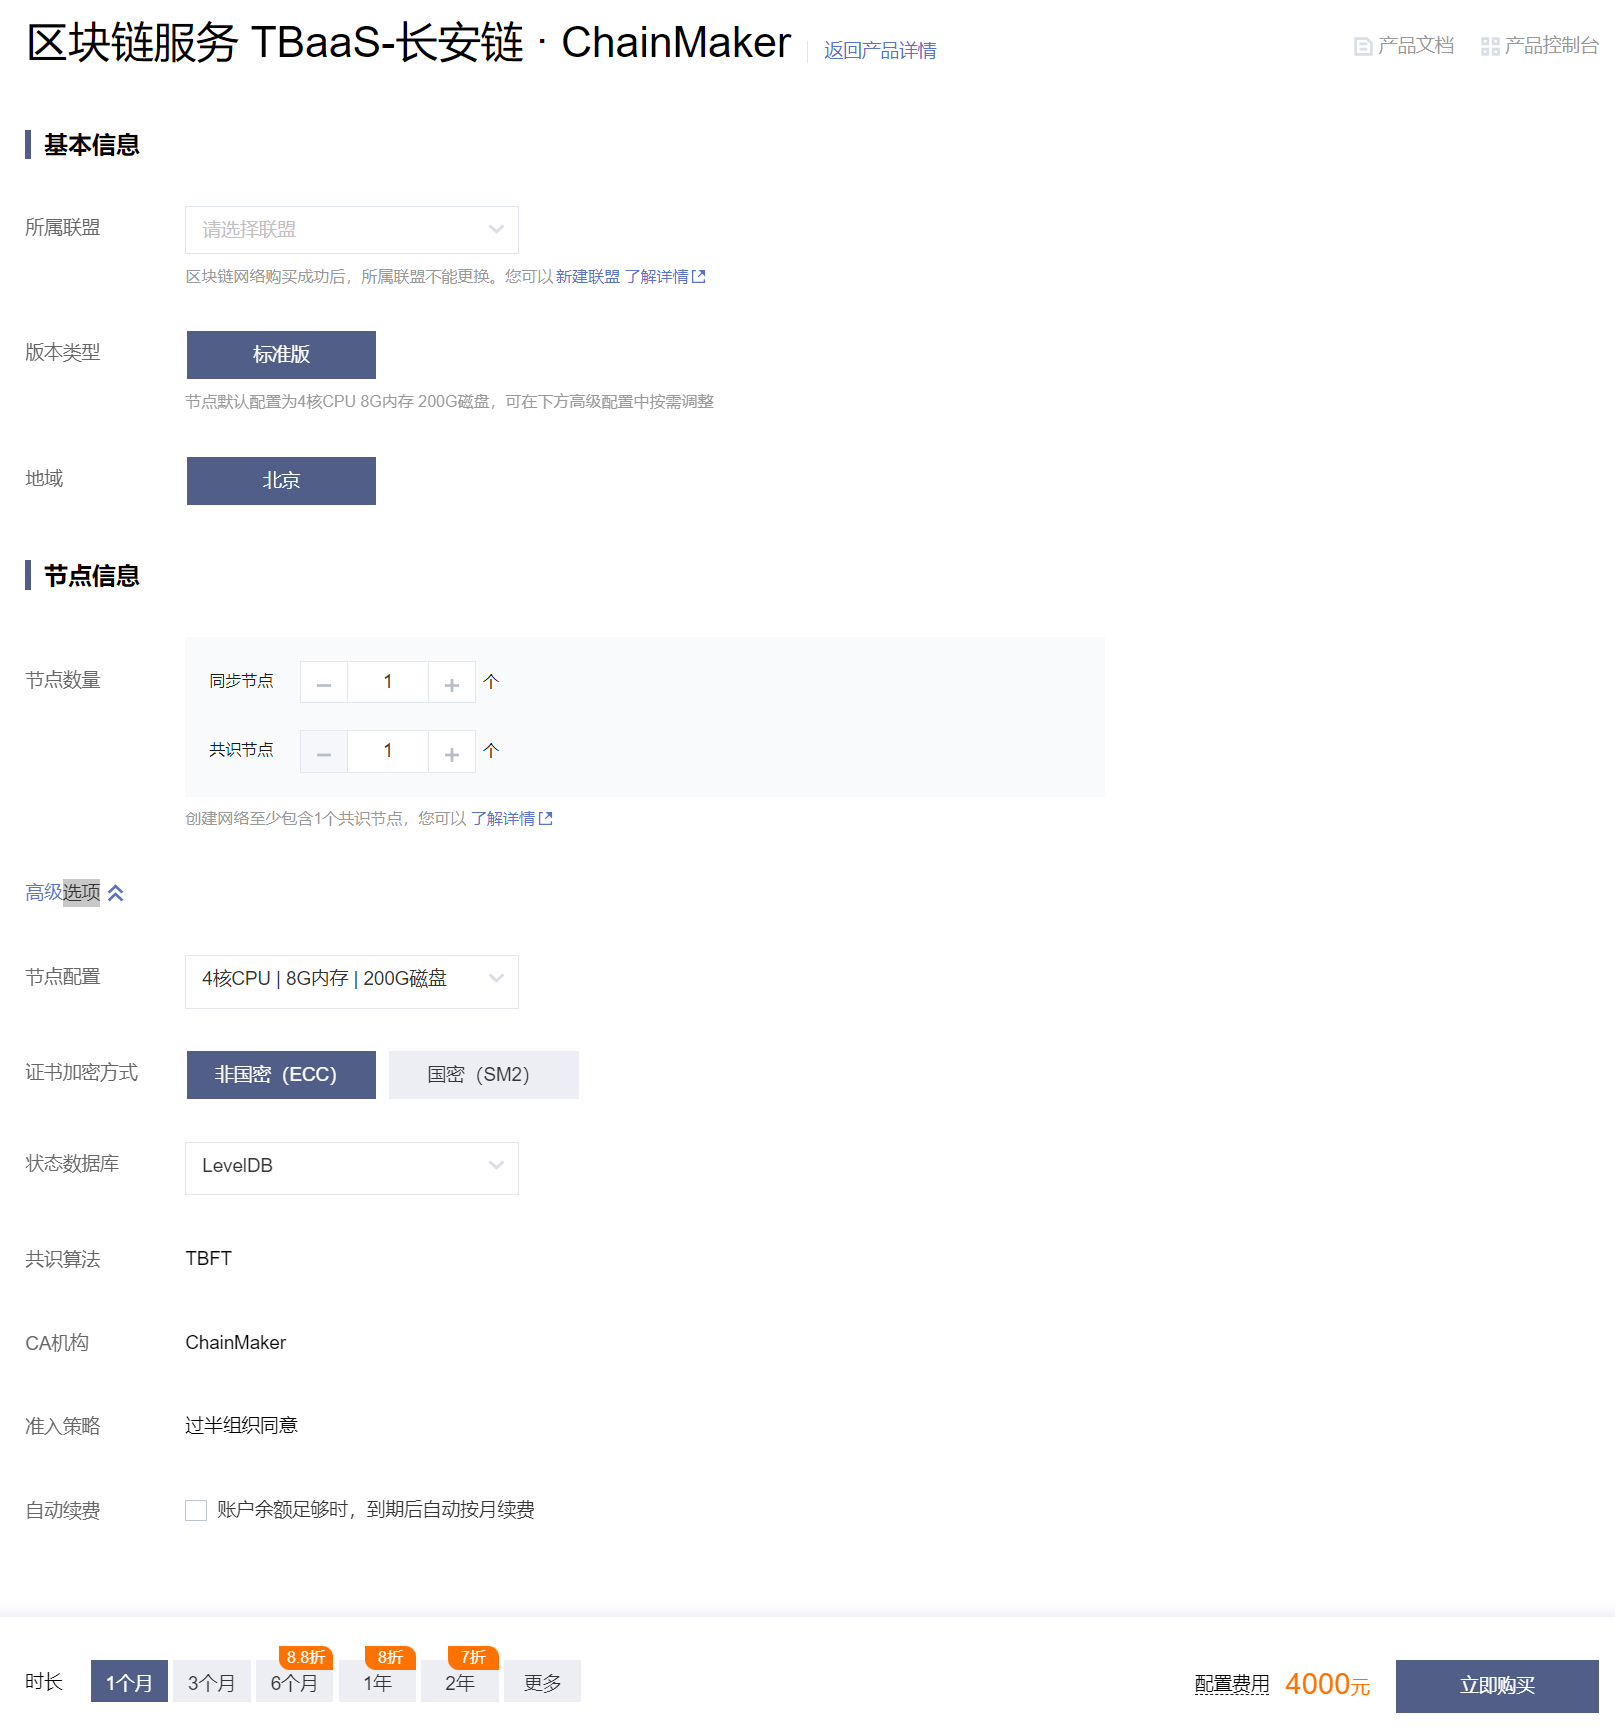 区块链服务 TBaaS-长安链 · ChainMaker 返回产品详情 产品文档 产品控制台
基本信息
所属联盟 请选择联盟
区块链网络购买成功后，所属联盟不能更换。您可以 新建联盟 了解详情
版本类型 标准版
节点默认配置为4核CPU 8G内存 200G磁盘，可在下方高级配置中按需调整
地域 北京
节点信息
节点数量 同步节点 － 1 ＋ 个
共识节点 － 1 ＋ 个
创建网络至少包含1个共识节点，您可以 了解详情
高级选项
节点配置 4核CPU | 8G内存 | 200G磁盘
证书加密方式 非国密（ECC） 国密（SM2）
状态数据库 LevelDB
共识算法 TBFT
CA机构 ChainMaker
准入策略 过半组织同意
自动续费 账户余额足够时，到期后自动按月续费
8.8折 8折 7折
时长 1个月 3个月 6个月 1年 2年 更多 配置费用 4000元 立即购买